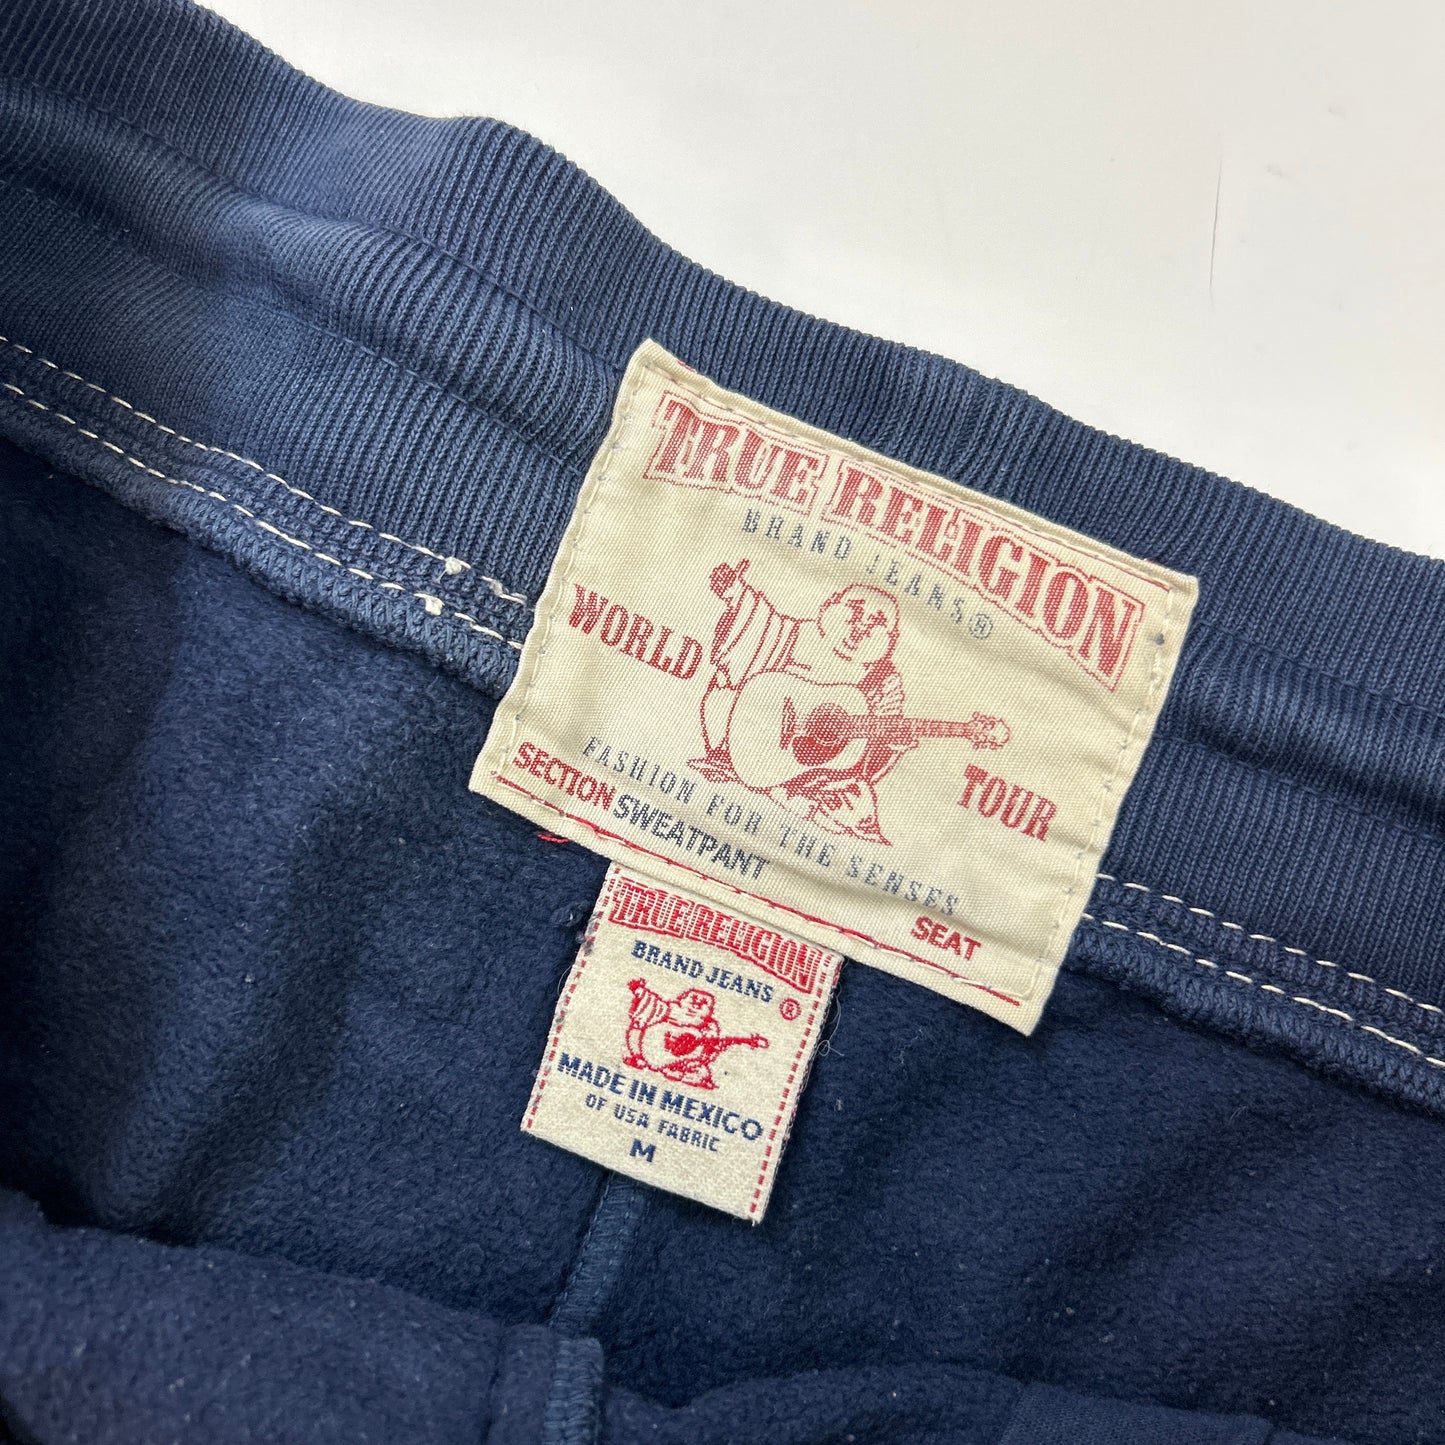 TRUE RELIGION
BRAND JEANS®
WORLD TOUR
FASHION FOR THE SENSES
SECTION SWEATPANT
SEAT
TRUE RELIGION
BRAND JEANS ®
MADE IN MEXICO
OF USA FABRIC
M